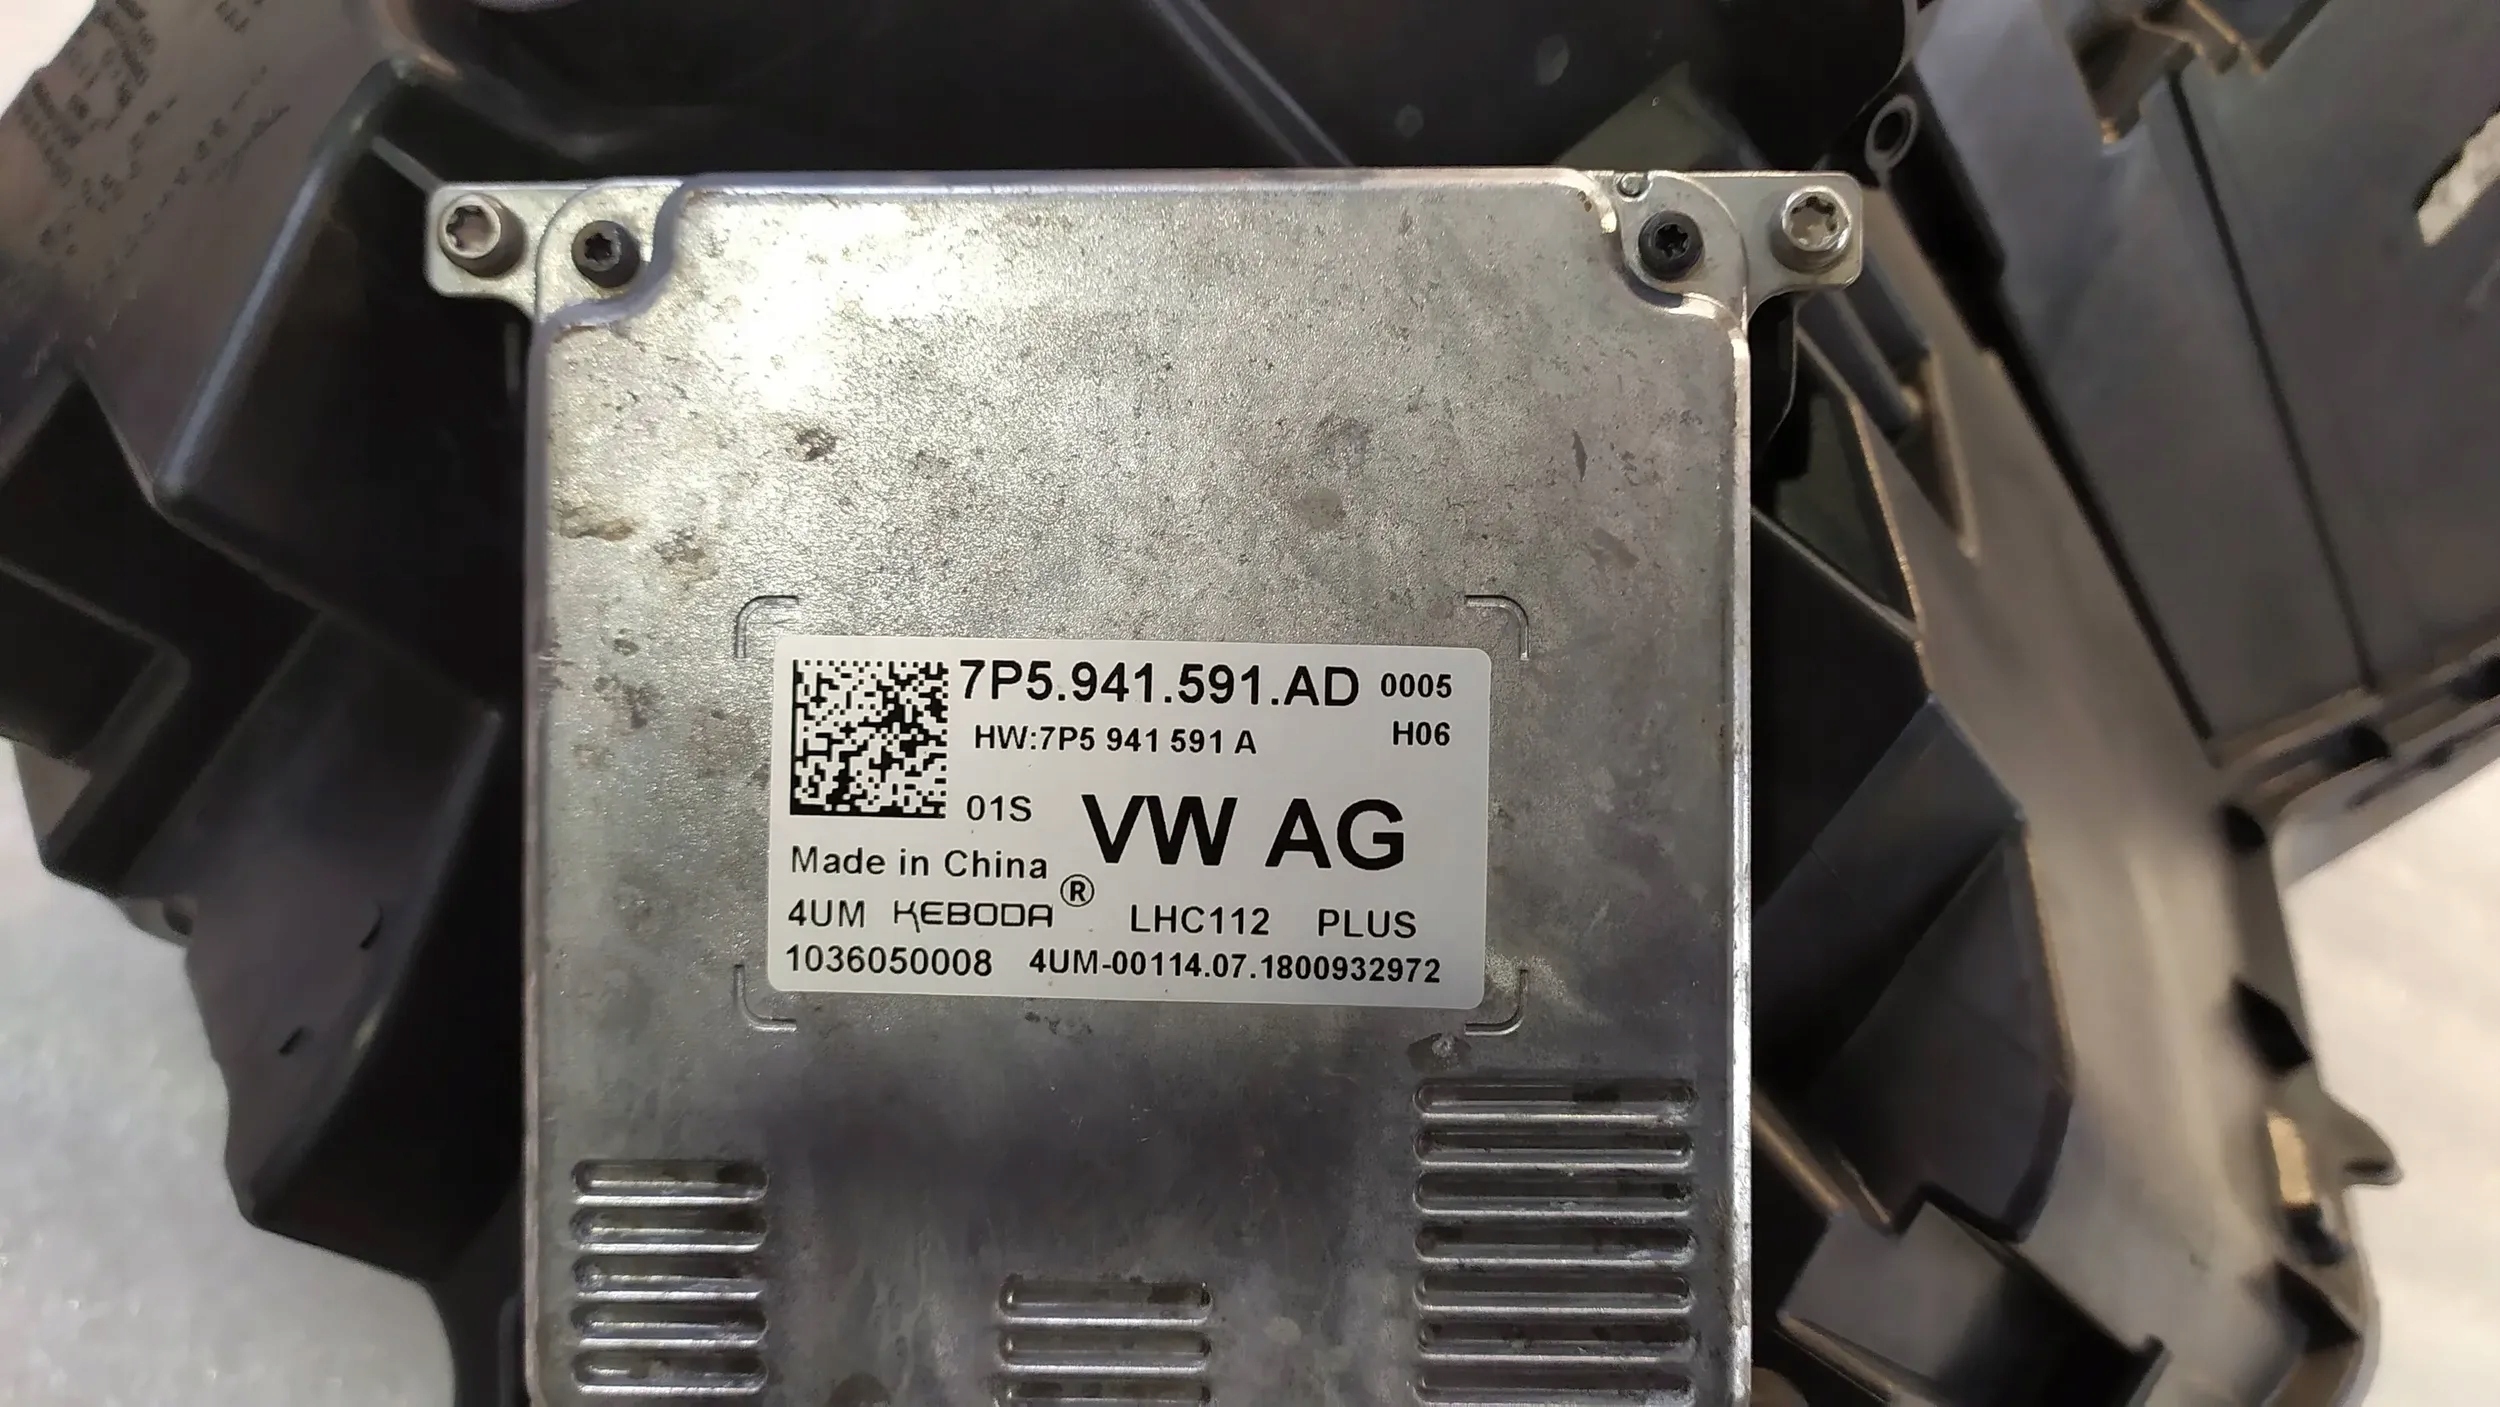 7P5.941.591.AD 0005
HW:7P5 941 591 A H06
01S VW AG
Made in China
4UM KEBODA® LHC112 PLUS
1036050008 4UM-00114.07.1800932972